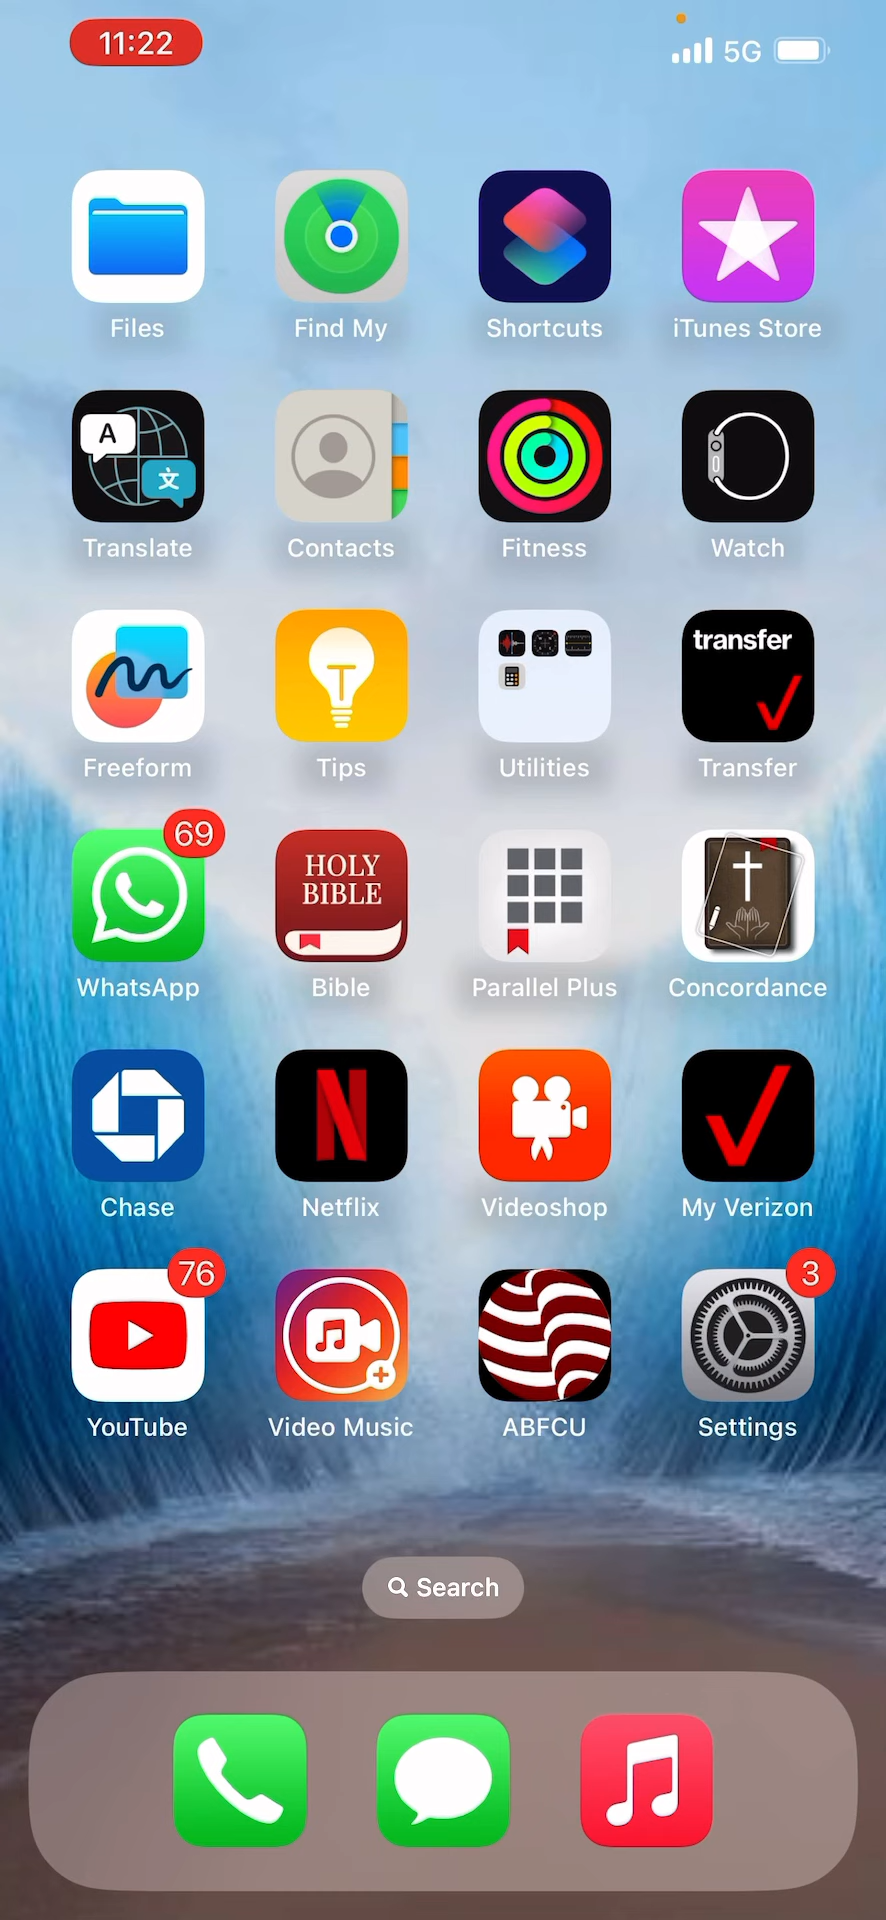 11:22
5G
Files
Find My
Shortcuts
iTunes Store
A
文
Translate
Contacts
Fitness
Watch
transfer
Freeform
Tips
Utilities
Transfer
69
HOLY
BIBLE
WhatsApp
Bible
Parallel Plus
Concordance
N
Chase
Netflix
Videoshop
My Verizon
76
3
YouTube
Video Music
ABFCU
Settings
Search